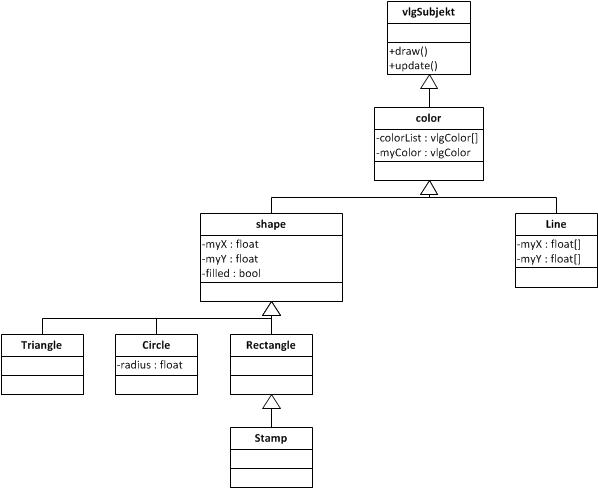 vlgSubjekt
+draw()
+update()
color
-colorList : vlgColor[]
-myColor : vlgColor
shape
-myX : float
-myY : float
-filled : bool
Line
-myX : float[]
-myY : float[]
Triangle
Circle
-radius : float
Rectangle
Stamp